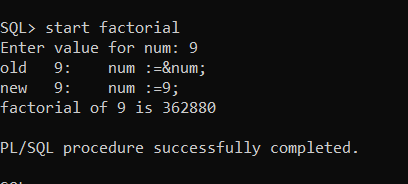 SQL> start factorial
Enter value for num: 9
old   9:    num :=&num;
new   9:    num :=9;
factorial of 9 is 362880

PL/SQL procedure successfully completed.